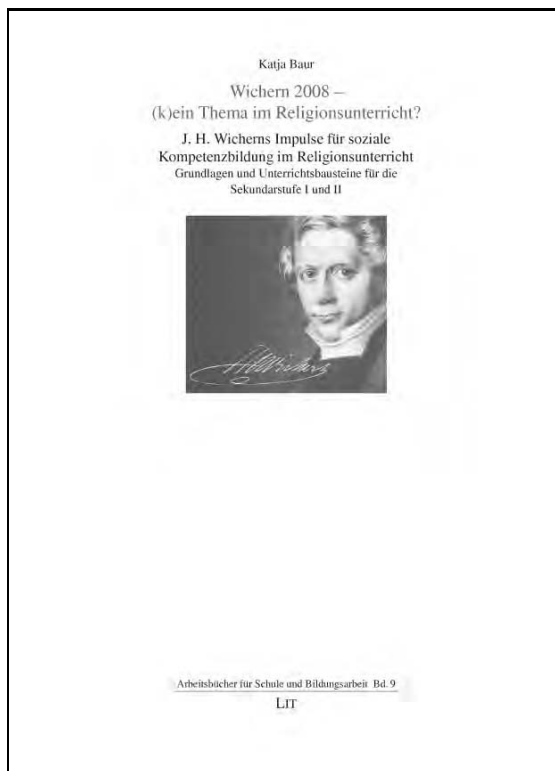 Katja Baur
Wichern 2008 –
(k)ein Thema im Religionsunterricht?
J. H. Wicherns Impulse für soziale
Kompetenzbildung im Religionsunterricht
Grundlagen und Unterrichtsbausteine für die
Sekundarstufe I und II
JHWichern
Arbeitsbücher für Schule und Bildungsarbeit Bd. 9
LIT